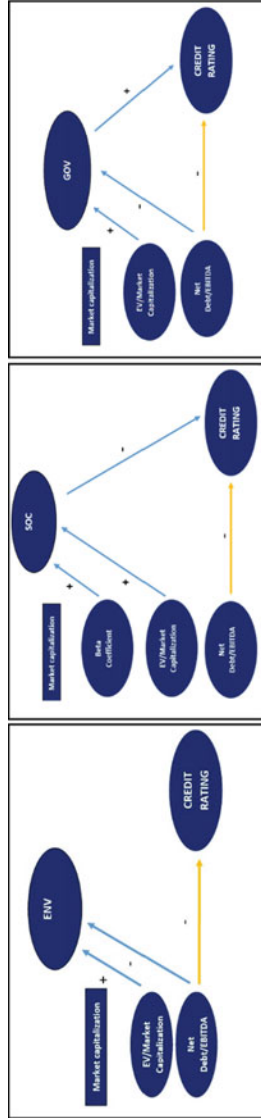 ENV
Market capitalization
+
-
EV/Market
Capitalization
Net
Debt/EBITDA
-
CREDIT
RATING
SOC
Market capitalization
+
Beta
Coefficient
+
-
EV/Market
Capitalization
Net
Debt/EBITDA
-
CREDIT
RATING
GOV
Market capitalization
+
+
-
EV/Market
Capitalization
Net
Debt/EBITDA
-
CREDIT
RATING